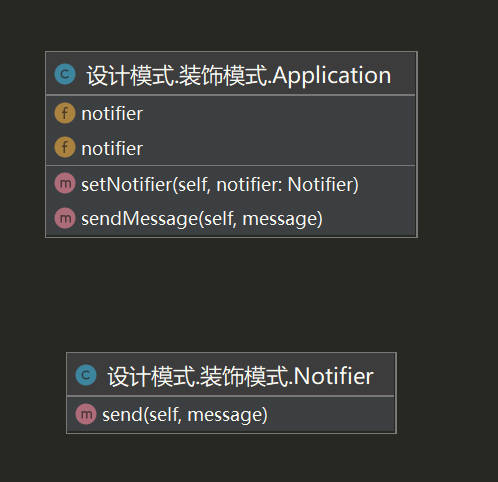 C 设计模式.装饰模式.Application
f notifier
f notifier
m setNotifier(self, notifier: Notifier)
m sendMessage(self, message)
C 设计模式.装饰模式.Notifier
m send(self, message)